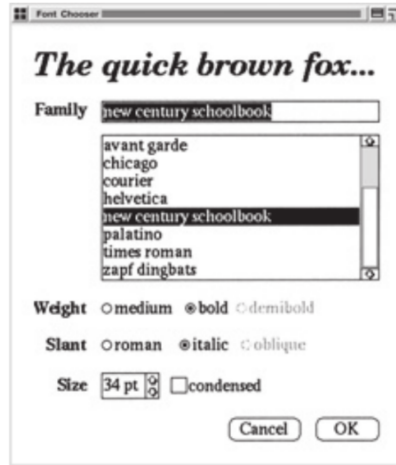 Font Chooser
The quick brown fox...
Family new century schoolbook
avant garde
chicago
courier
helvetica
new century schoolbook
palatino
times roman
zapf dingbats
Weight medium bold demibold
Slant roman italic oblique
Size 34 pt condensed
Cancel OK